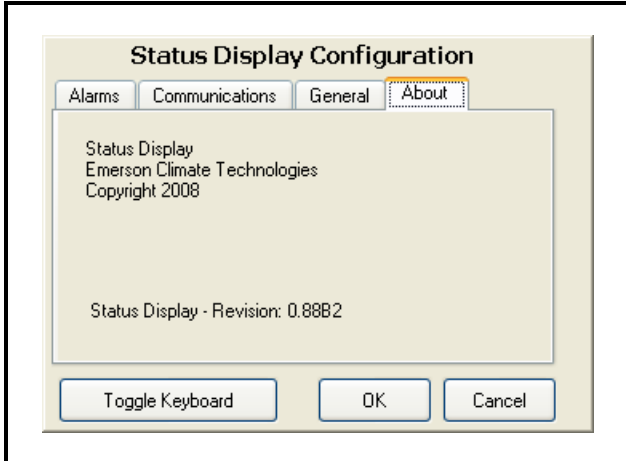 Status Display Configuration
Alarms Communications General About
Status Display
Emerson Climate Technologies
Copyright 2008
Status Display - Revision: 0.88B2
Toggle Keyboard OK Cancel